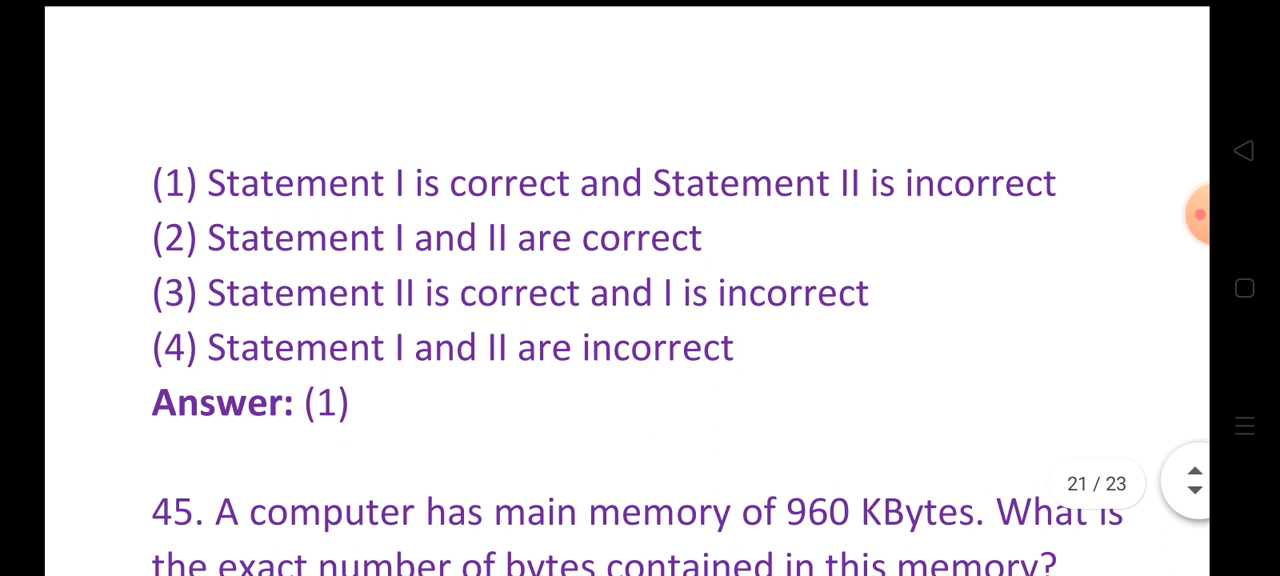 (1) Statement I is correct and Statement II is incorrect
(2) Statement I and II are correct
(3) Statement II is correct and I is incorrect
(4) Statement I and II are incorrect
Answer: (1)
45. A computer has main memory of 960 KBytes. What is
the exact number of bytes contained in this memory?
21 / 23